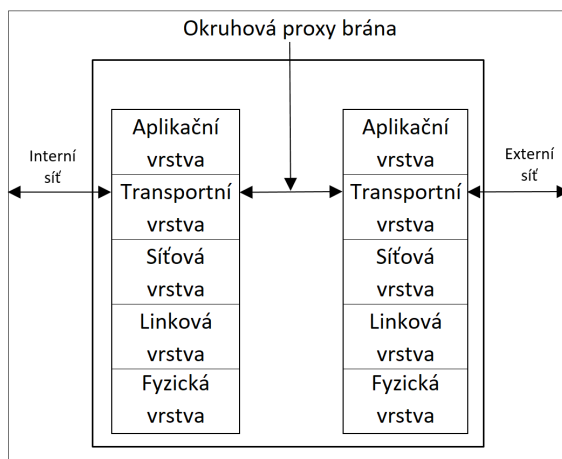 Okruhová proxy brána
Interní
síť
Aplikační
vrstva
Transportní
vrstva
Síťová
vrstva
Linková
vrstva
Fyzická
vrstva
Aplikační
vrstva
Transportní
vrstva
Síťová
vrstva
Linková
vrstva
Fyzická
vrstva
Externí
síť